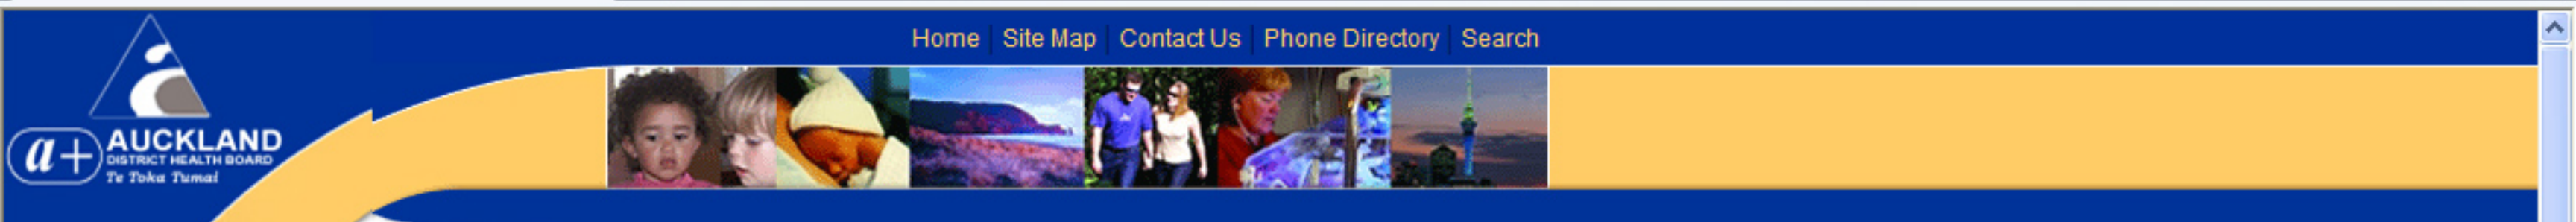 Home | Site Map | Contact Us | Phone Directory | Search
a+ AUCKLAND
DISTRICT HEALTH BOARD
Te Toka Tumai